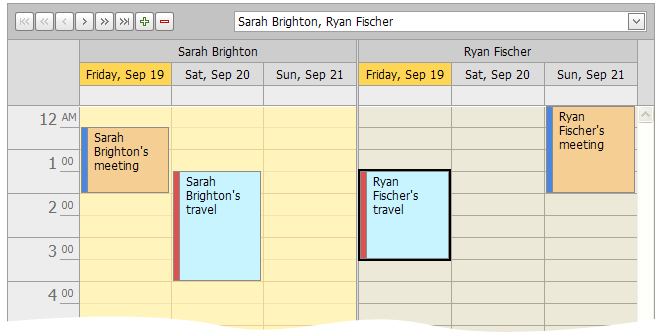 Sarah Brighton, Ryan Fischer
Sarah Brighton Ryan Fischer
Friday, Sep 19 Sat, Sep 20 Sun, Sep 21 Friday, Sep 19 Sat, Sep 20 Sun, Sep 21
12 AM
Sarah
Brighton's
meeting
Ryan
Fischer's
meeting
1 00
Sarah
Brighton's
travel
Ryan
Fischer's
travel
2 00
3 00
4 00